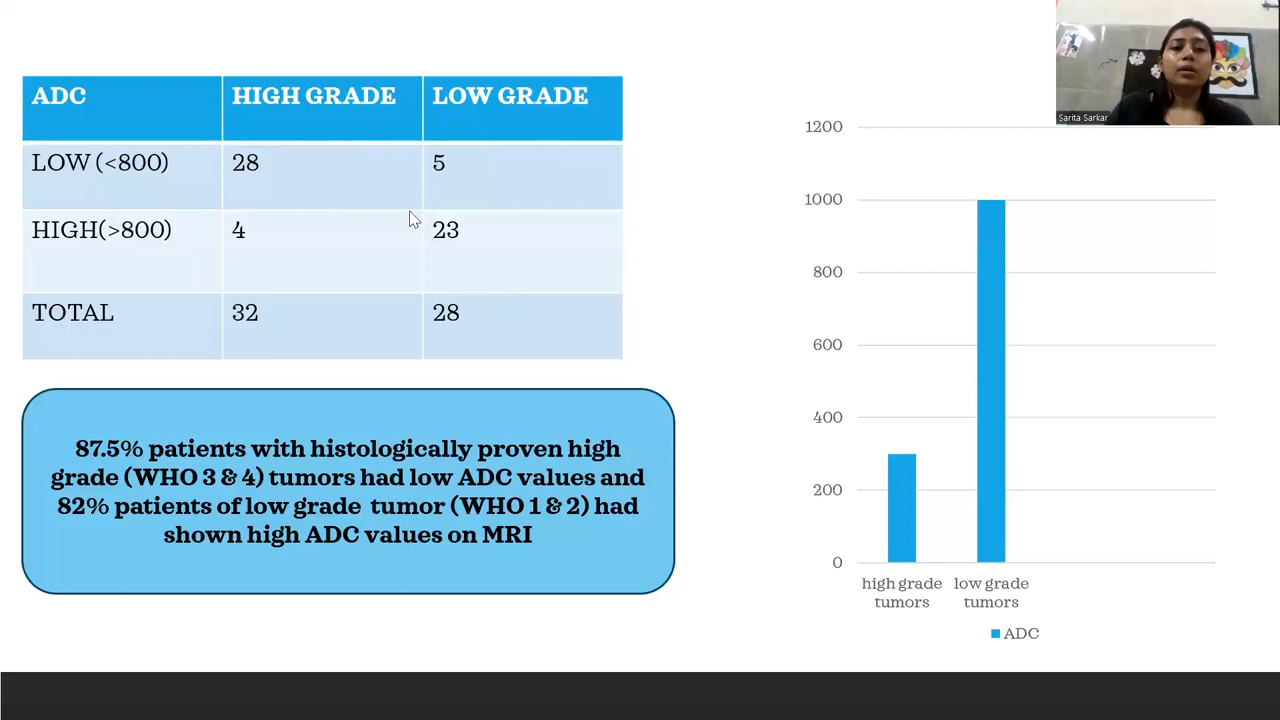 ADC HIGH GRADE LOW GRADE
LOW (<800) 28 5
HIGH(>800) 4 23
TOTAL 32 28
87.5% patients with histologically proven high
grade (WHO 3 & 4) tumors had low ADC values and
82% patients of low grade tumor (WHO 1 & 2) had
shown high ADC values on MRI
Sarita Sarkar
1200
1000
800
600
400
200
0
high grade
tumors
low grade
tumors
ADC